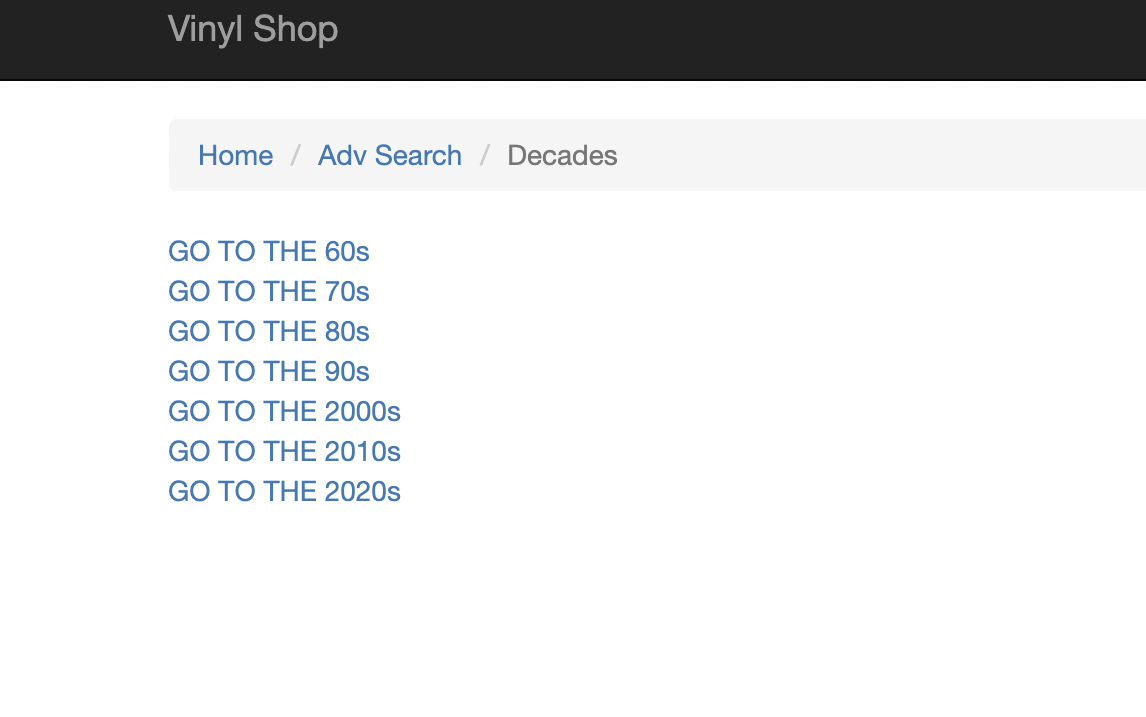 Vinyl Shop
Home / Adv Search / Decades
GO TO THE 60s
GO TO THE 70s
GO TO THE 80s
GO TO THE 90s
GO TO THE 2000s
GO TO THE 2010s
GO TO THE 2020s